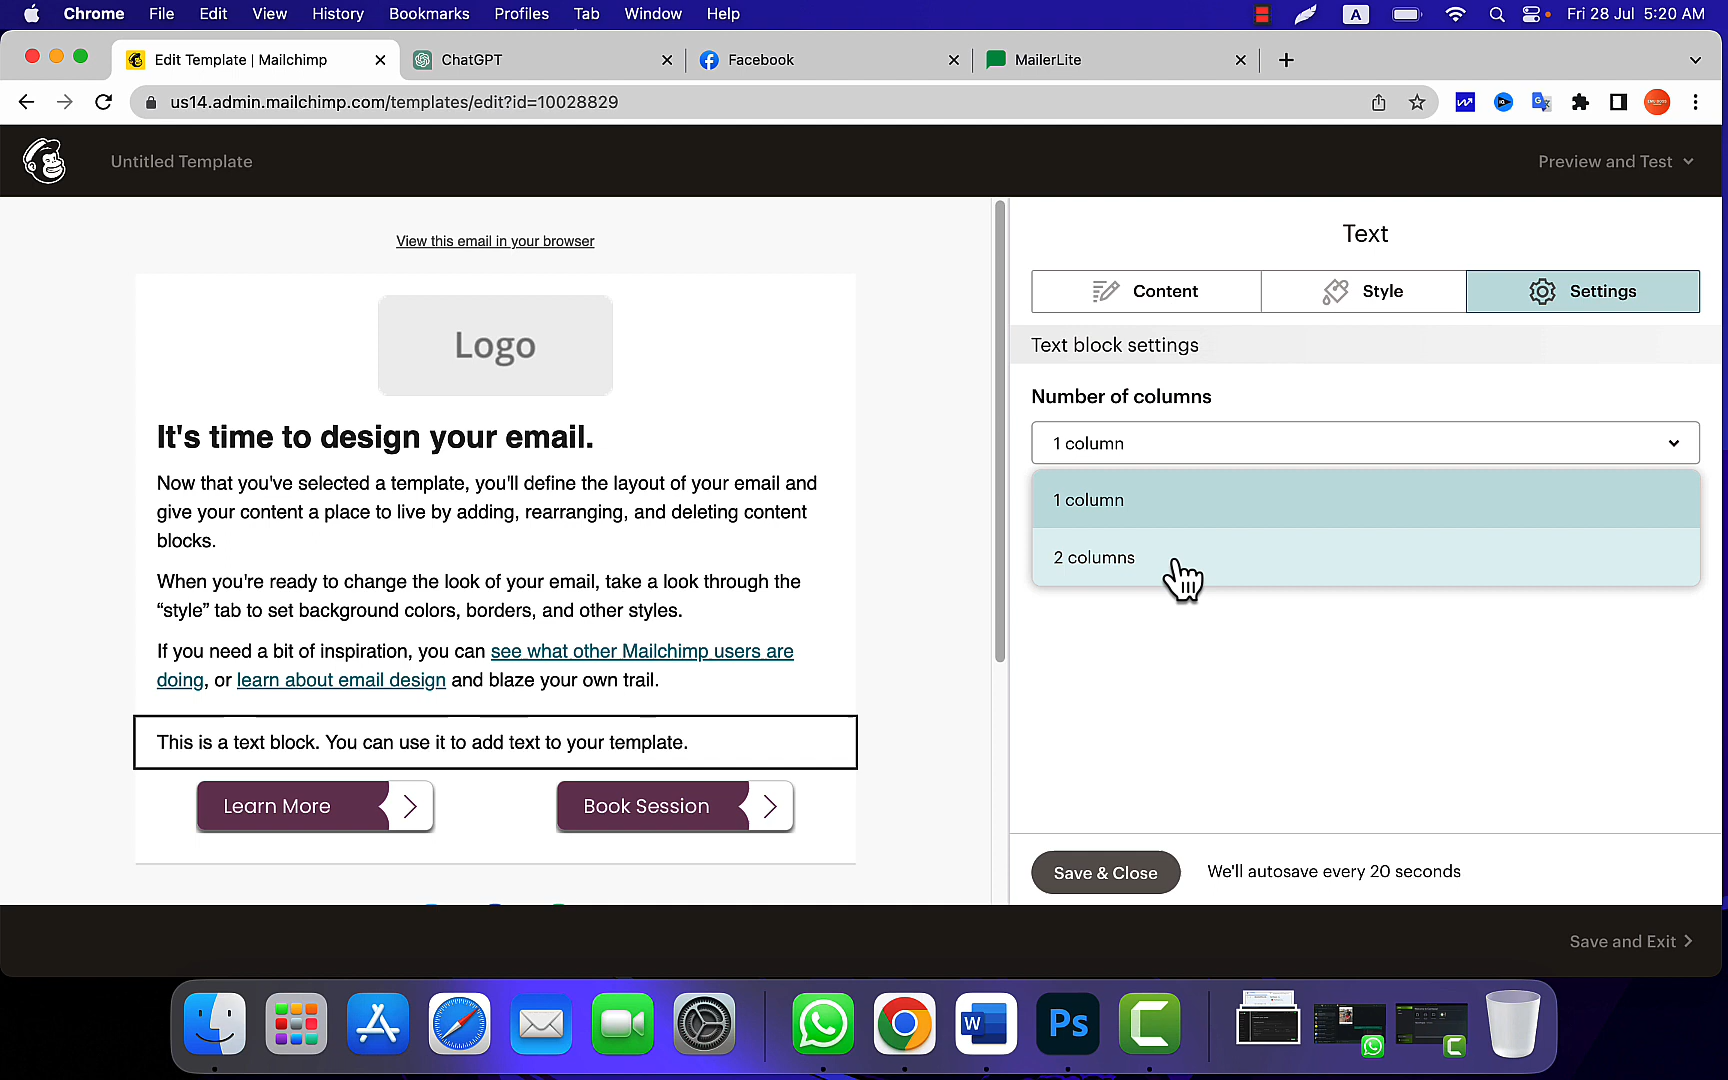 Chrome File Edit View History Bookmarks Profiles Tab Window Help A Fri 28 Jul 5:20 AM
Edit Template | Mailchimp ChatGPT Facebook MailerLite
us14.admin.mailchimp.com/templates/edit?id=10028829
Untitled Template
Preview and Test
View this email in your browser
Logo
It's time to design your email.
Now that you've selected a template, you'll define the layout of your email and
give your content a place to live by adding, rearranging, and deleting content
blocks.
When you're ready to change the look of your email, take a look through the
“style” tab to set background colors, borders, and other styles.
If you need a bit of inspiration, you can see what other Mailchimp users are
doing, or learn about email design and blaze your own trail.
This is a text block. You can use it to add text to your template.
Learn More
Book Session
Text
Content Style Settings
Text block settings
Number of columns
1 column
1 column
2 columns
Save & Close We'll autosave every 20 seconds
Save and Exit
W Ps